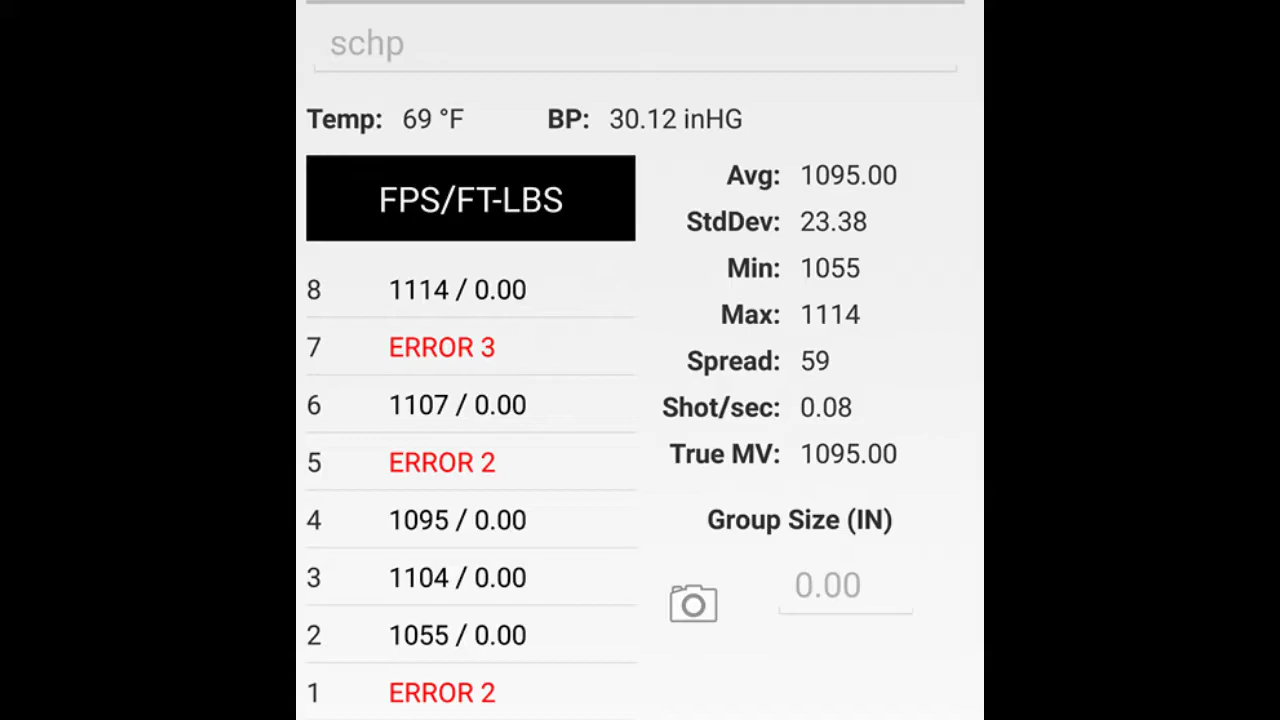 schp
Temp: 69 °F BP: 30.12 inHG
FPS/FT-LBS
8 1114 / 0.00
7 ERROR 3
6 1107 / 0.00
5 ERROR 2
4 1095 / 0.00
3 1104 / 0.00
2 1055 / 0.00
1 ERROR 2
Avg: 1095.00
StdDev: 23.38
Min: 1055
Max: 1114
Spread: 59
Shot/sec: 0.08
True MV: 1095.00
Group Size (IN)
0.00